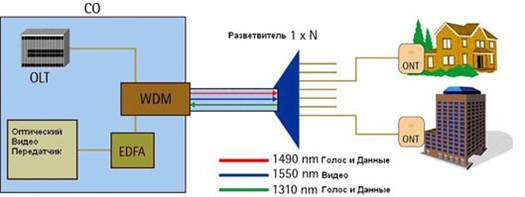 CO
OLT
WDM
EDFA
Оптический
Видео
Передатчик
Разветвитель 1 x N
ONT
ONT
1490 nm Голос и Данные
1550 nm Видео
1310 nm Голос и Данные